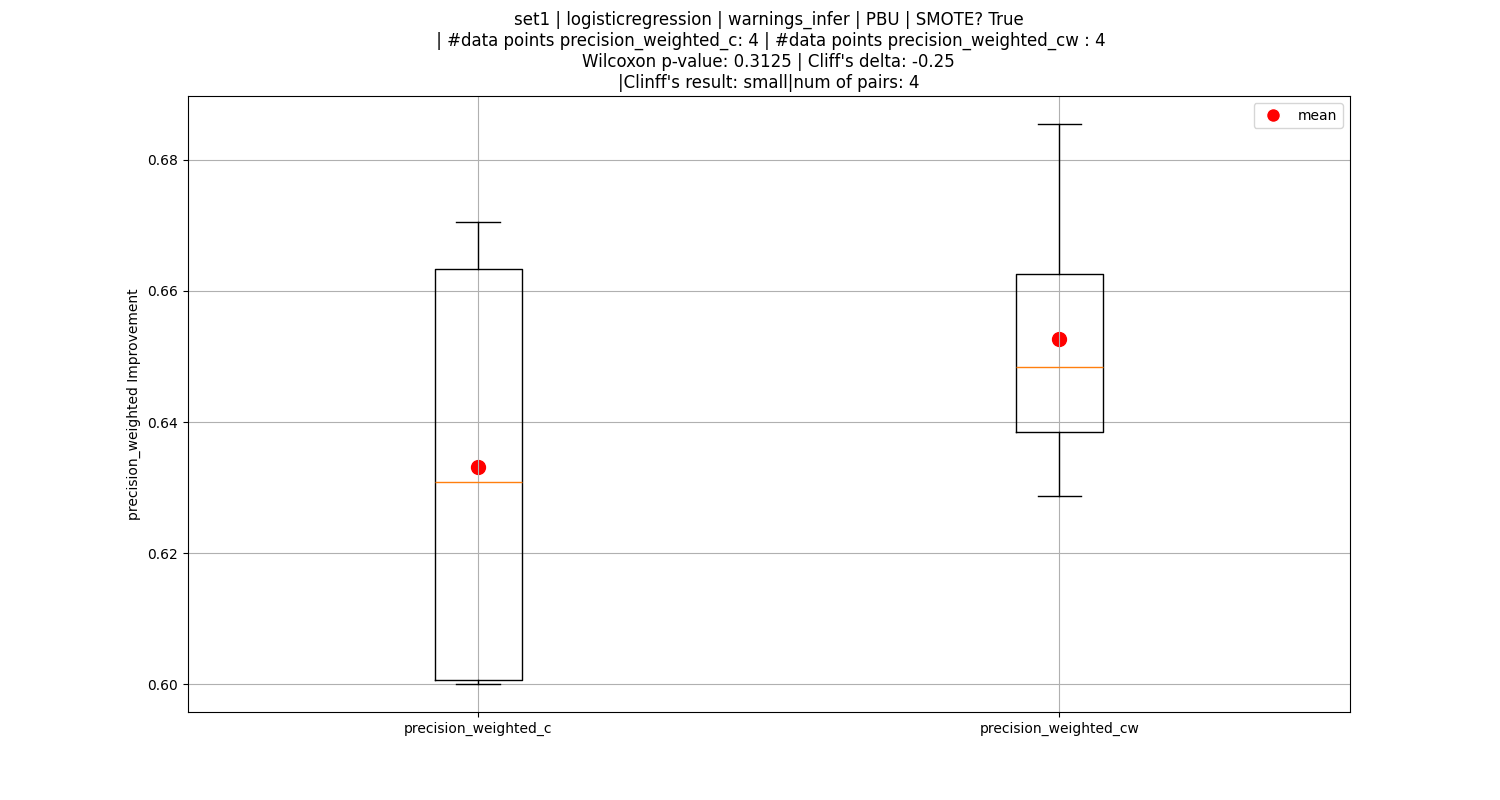 set1 | logisticregression | warnings_infer | PBU | SMOTE? True
| #data points precision_weighted_c: 4 | #data points precision_weighted_cw : 4
Wilcoxon p-value: 0.3125 | Cliff's delta: -0.25
|Clinff's result: small|num of pairs: 4
mean
precision_weighted Improvement
0.68
0.66
0.64
0.62
0.60
precision_weighted_c
precision_weighted_cw